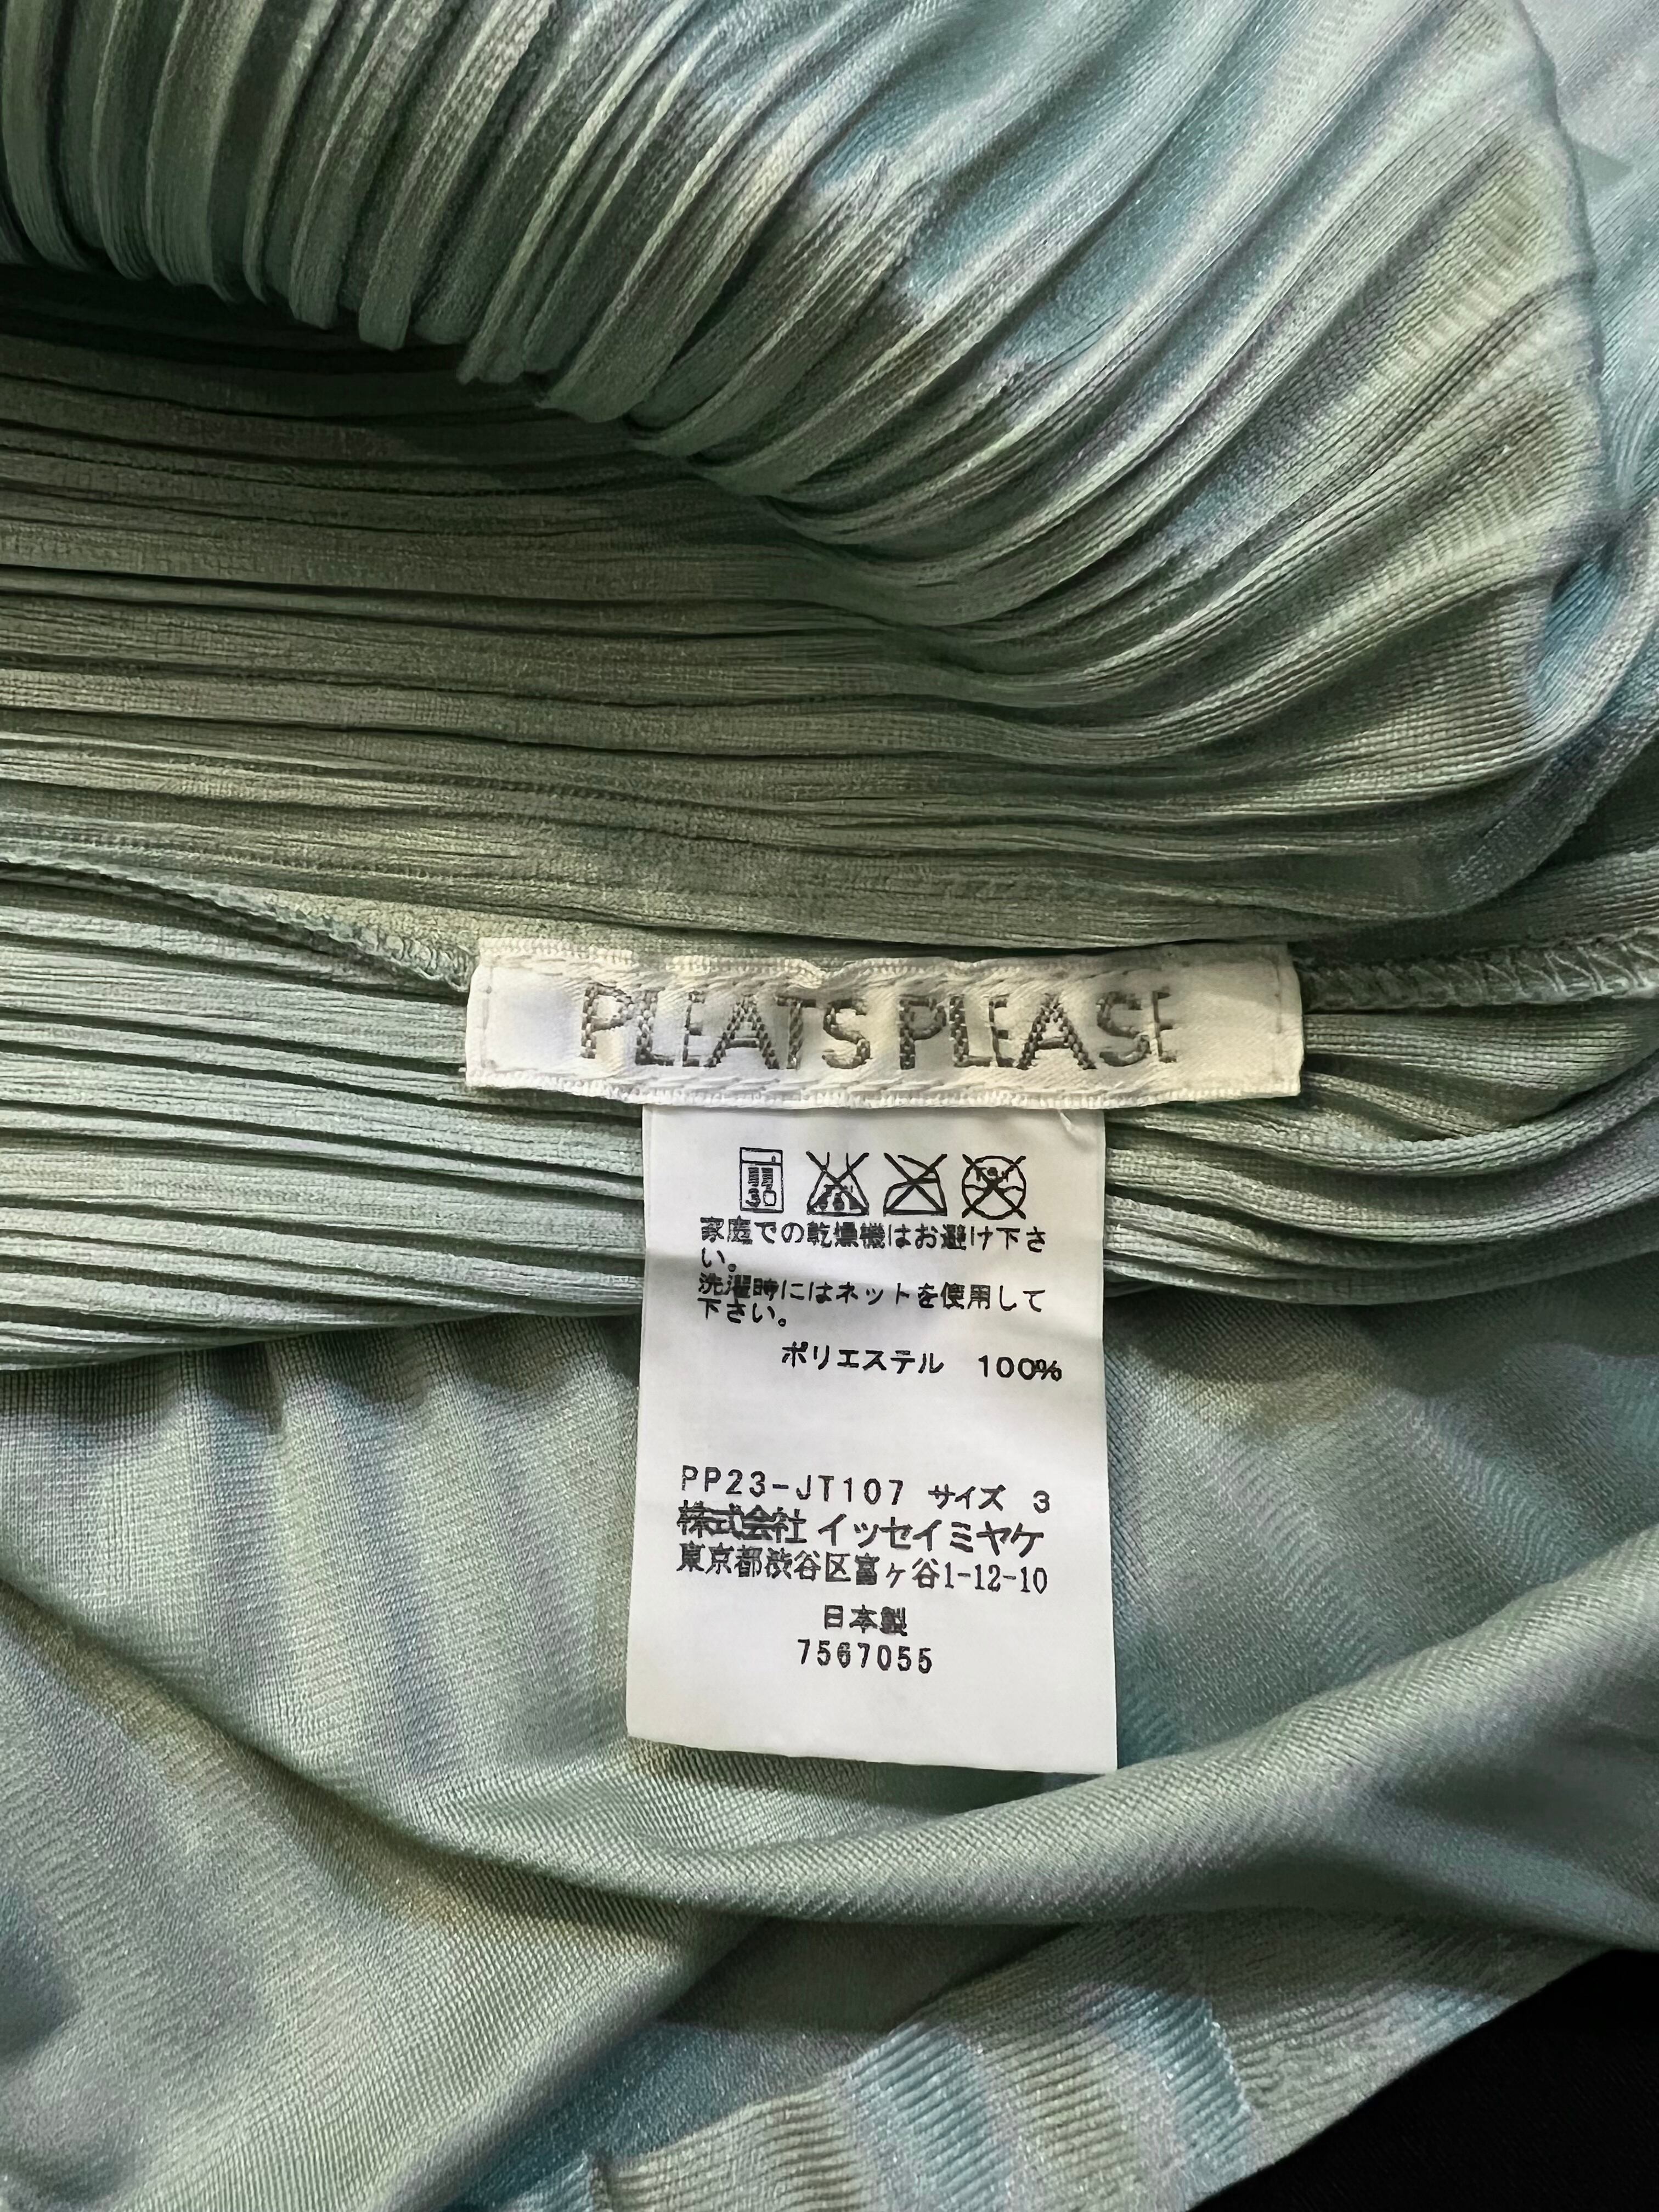 PLEATS PLEASE
家庭での乾燥機はお避け下さ
い。
洗濯時にはネットを使用して
下さい。
ポリエステル 100%
PP23-JT107 サイズ 3
株式会社 イッセイミヤケ
東京都渋谷区富ヶ谷1-12-10
日本製
7567055